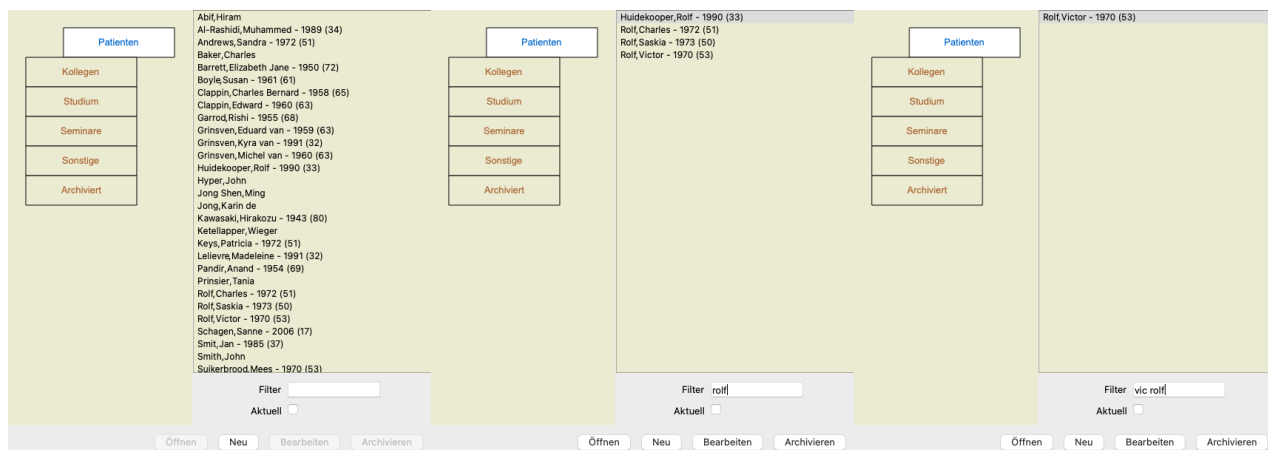 Patienten
Kollegen
Studium
Seminare
Sonstige
Archiviert
Abif,Hiram
Al-Rashidi,Muhammed - 1989 (34)
Andrews,Sandra - 1972 (51)
Baker,Charles
Barrett,Elizabeth Jane - 1950 (72)
Boyle,Susan - 1961 (61)
Clappin,Charles Bernard - 1958 (65)
Clappin,Edward - 1960 (63)
Garrod,Rishi - 1955 (68)
Grinsven,Eduard van - 1959 (63)
Grinsven,Kyra van - 1991 (32)
Grinsven,Michel van - 1960 (63)
Huidekooper,Rolf - 1990 (33)
Hyper,John
Jong Shen,Ming
Jong,Karin de
Kawasaki,Hirakozu - 1943 (80)
Ketellapper,Wieger
Keys,Patricia - 1972 (51)
Lelievre,Madeleine - 1991 (32)
Pandir,Anand - 1954 (69)
Prinsier,Tania
Rolf,Charles - 1972 (51)
Rolf,Saskia - 1973 (50)
Rolf,Victor - 1970 (53)
Schagen,Sanne - 2006 (17)
Smit,Jan - 1985 (37)
Smith,John
Suikerbrood,Mees - 1970 (53)
Filter
Aktuell
Öffnen Neu Bearbeiten Archivieren
Patienten
Kollegen
Studium
Seminare
Sonstige
Archiviert
Huidekooper,Rolf - 1990 (33)
Rolf,Charles - 1972 (51)
Rolf,Saskia - 1973 (50)
Rolf,Victor - 1970 (53)
Filter rolf
Aktuell
Öffnen Neu Bearbeiten Archivieren
Patienten
Kollegen
Studium
Seminare
Sonstige
Archiviert
Rolf,Victor - 1970 (53)
Filter vic rolf
Aktuell
Öffnen Neu Bearbeiten Archivieren